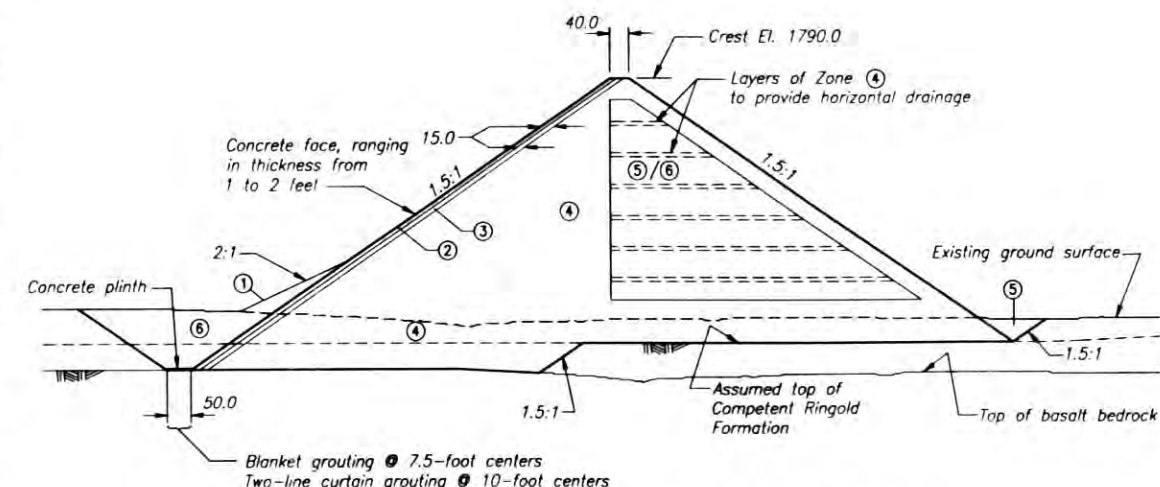 40.0
Crest El. 1790.0
Layers of Zone ④
to provide horizontal drainage
15.0
Concrete face, ranging
in thickness from
1 to 2 feet
1.5:1
1.5:1
⑤/⑥
④
③
②
2:1
①
Existing ground surface
Concrete plinth
⑤
⑥
④
1.5:1
1.5:1
Assumed top of
Competent Ringold
Formation
Top of basalt bedrock
50.0
Blanket grouting @ 7.5-foot centers
Two-line curtain grouting @ 10-foot centers